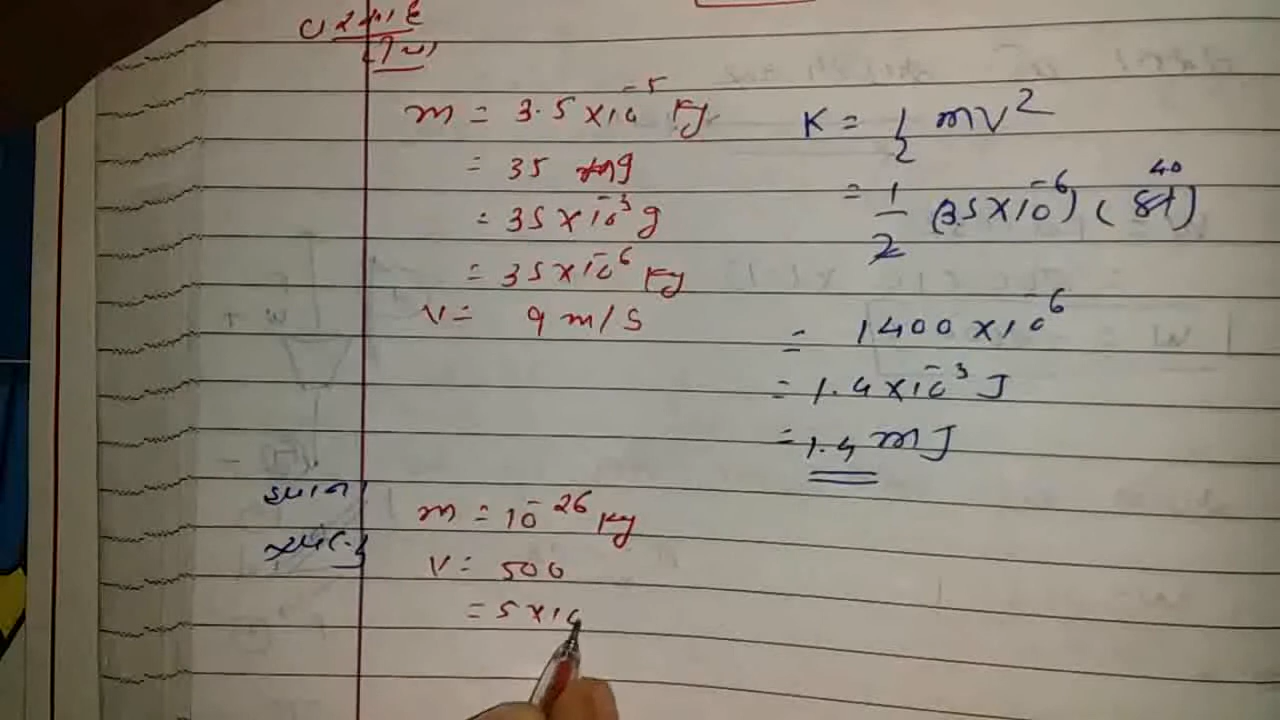 m = 3.5 × 10⁻⁵ Kg
= 35 mg
= 35 × 10⁻³ g
= 35 × 10⁻⁶ Kg
V = 9 m/s
K = 1/2 mV²
= 1/2 (35 × 10⁻⁶) (81) 40
= 1400 × 10⁻⁶
= 1.4 × 10⁻³ J
= 1.4 mJ
m = 10⁻²⁶ Kg
V = 500
= 5 × 10